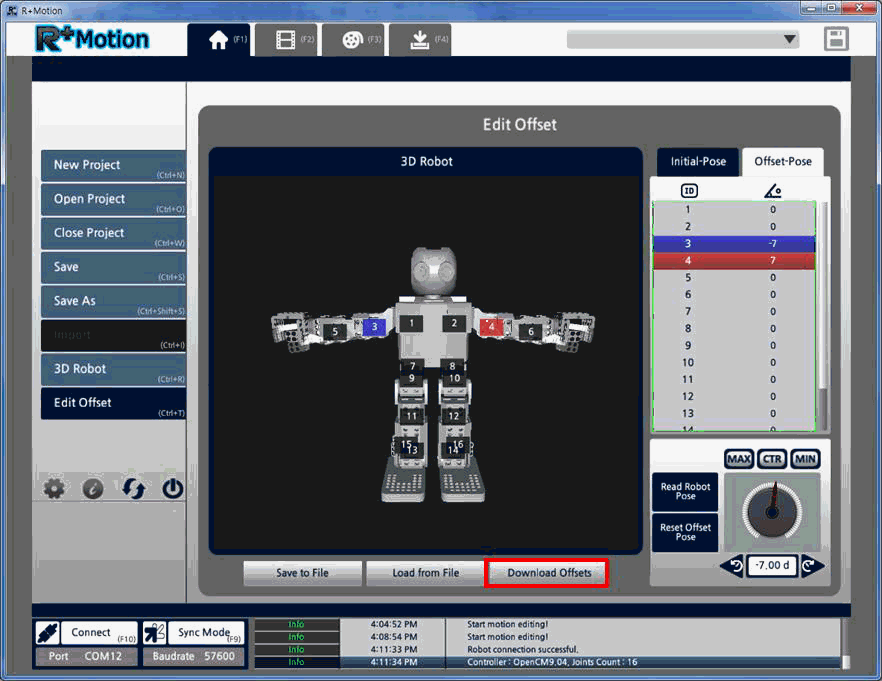 R+Motion
R+Motion
(F1)
(F2)
(F3)
(F4)
New Project
(Ctrl+N)
Open Project
(Ctrl+O)
Close Project
(Ctrl+W)
Save
(Ctrl+S)
Save As
(Ctrl+Shift+S)
Import
(Ctrl+I)
3D Robot
(Ctrl+R)
Edit Offset
(Ctrl+T)
Edit Offset
3D Robot
5
3
1
2
4
6
7
8
9
10
11
12
15
16
13
14
Save to File
Load from File
Download Offsets
Initial-Pose
Offset-Pose
ID
1 0
2 0
3 -7
4 7
5 0
6 0
7 0
8 0
9 0
10 0
11 0
12 0
13 0
14 0
MAX
CTR
MIN
Read Robot
Pose
Reset Offset
Pose
-7.00 d
Connect
(F10)
Sync Mode
(F9)
Port COM12
Baudrate 57600
Info 4:04:52 PM Start motion editing!
Info 4:08:54 PM Start motion editing!
Info 4:11:33 PM Robot connection successful.
Info 4:11:34 PM Controller : OpenCM9.04, Joints Count : 16